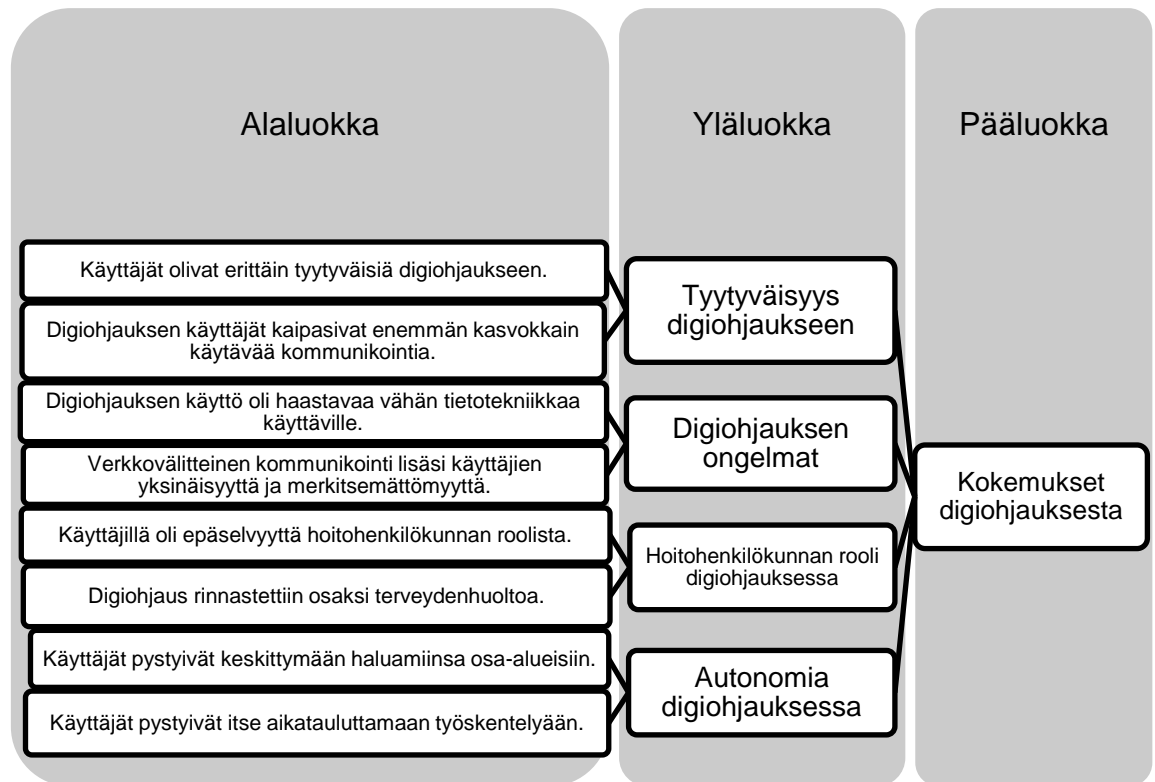 Alaluokka
Yläluokka
Pääluokka
Käyttäjät olivat erittäin tyytyväisiä digiohjaukseen.
Digiohjauksen käyttäjät kaipasivat enemmän kasvokkain
käytävää kommunikointia.
Tyytyväisyys
digiohjaukseen
Digiohjauksen käyttö oli haastavaa vähän tietotekniikkaa
käyttäville.
Verkkovälitteinen kommunikointi lisäsi käyttäjien
yksinäisyyttä ja merkitsemättömyyttä.
Digiohjauksen
ongelmat
Käyttäjillä oli epäselvyyttä hoitohenkilökunnan roolista.
Digiohjaus rinnastettiin osaksi terveydenhuoltoa.
Hoitohenkilökunnan rooli
digiohjauksessa
Käyttäjät pystyivät keskittymään haluamiinsa osa-alueisiin.
Käyttäjät pystyivät itse aikatauluttamaan työskentelyään.
Autonomia
digiohjauksessa
Kokemukset
digiohjauksesta